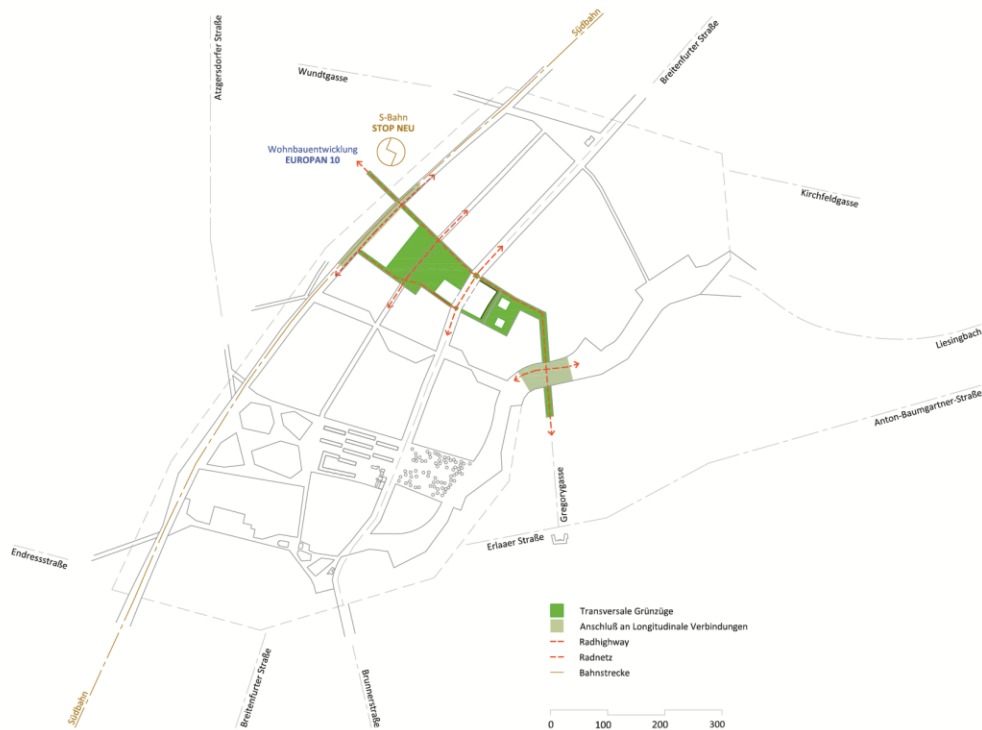 Südbahn
Atzgersdorfer Straße
Breitenfurter Straße
Wundtgasse
S-Bahn
STOP NEU
Wohnbauentwicklung
EUROPAN 10
Kirchfeldgasse
Liesingbach
Anton-Baumgartner-Straße
Gregorygasse
Erlaaer Straße
Endressstraße
Transversale Grünzüge
Anschluß an Longitudinale Verbindungen
Radhighway
Radnetz
Bahnstrecke
Südbahn
Breitenfurter Straße
Brunnerstraße
0 100 200 300